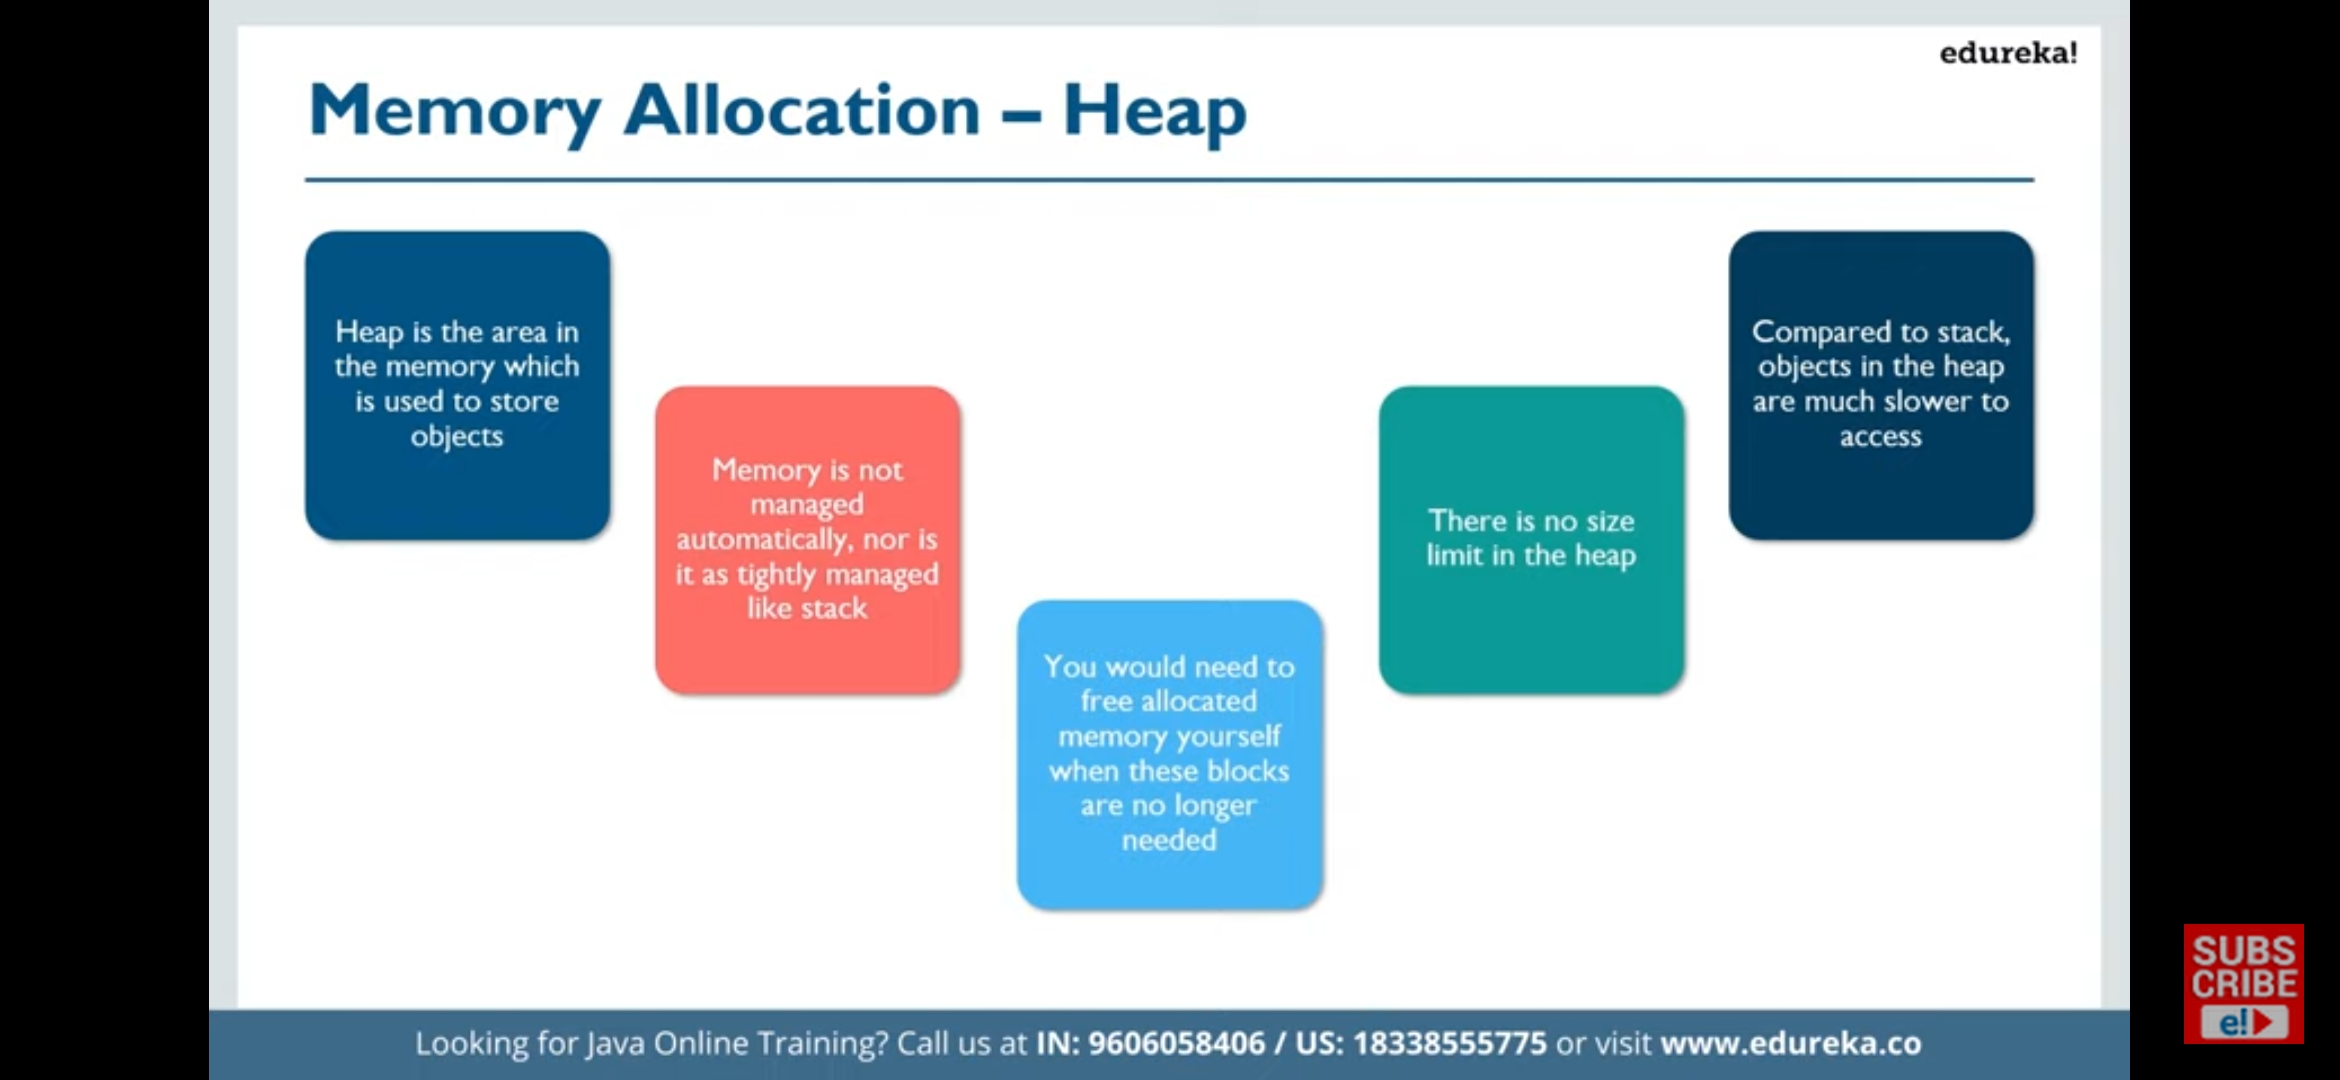 edureka!
Memory Allocation – Heap
Heap is the area in
the memory which
is used to store
objects
Memory is not
managed
automatically, nor is
it as tightly managed
like stack
You would need to
free allocated
memory yourself
when these blocks
are no longer
needed
There is no size
limit in the heap
Compared to stack,
objects in the heap
are much slower to
access
Looking for Java Online Training? Call us at IN: 9606058406 / US: 18338555775 or visit www.edureka.co
SUBS
CRIBE
e!